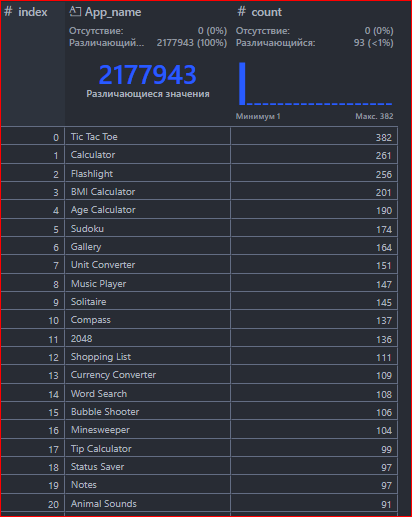 # index App_name # count
Отсутствие: 0 (0%) Отсутствие: 0 (0%)
Различающий... 2177943 (100%) Различающийся: 93 (<1%)
2177943
Различающиеся значения
Минимум 1 Макс. 382
0 Tic Tac Toe 382
1 Calculator 261
2 Flashlight 256
3 BMI Calculator 201
4 Age Calculator 190
5 Sudoku 174
6 Gallery 164
7 Unit Converter 151
8 Music Player 147
9 Solitaire 145
10 Compass 137
11 2048 136
12 Shopping List 111
13 Currency Converter 109
14 Word Search 108
15 Bubble Shooter 106
16 Minesweeper 104
17 Tip Calculator 99
18 Status Saver 97
19 Notes 97
20 Animal Sounds 91